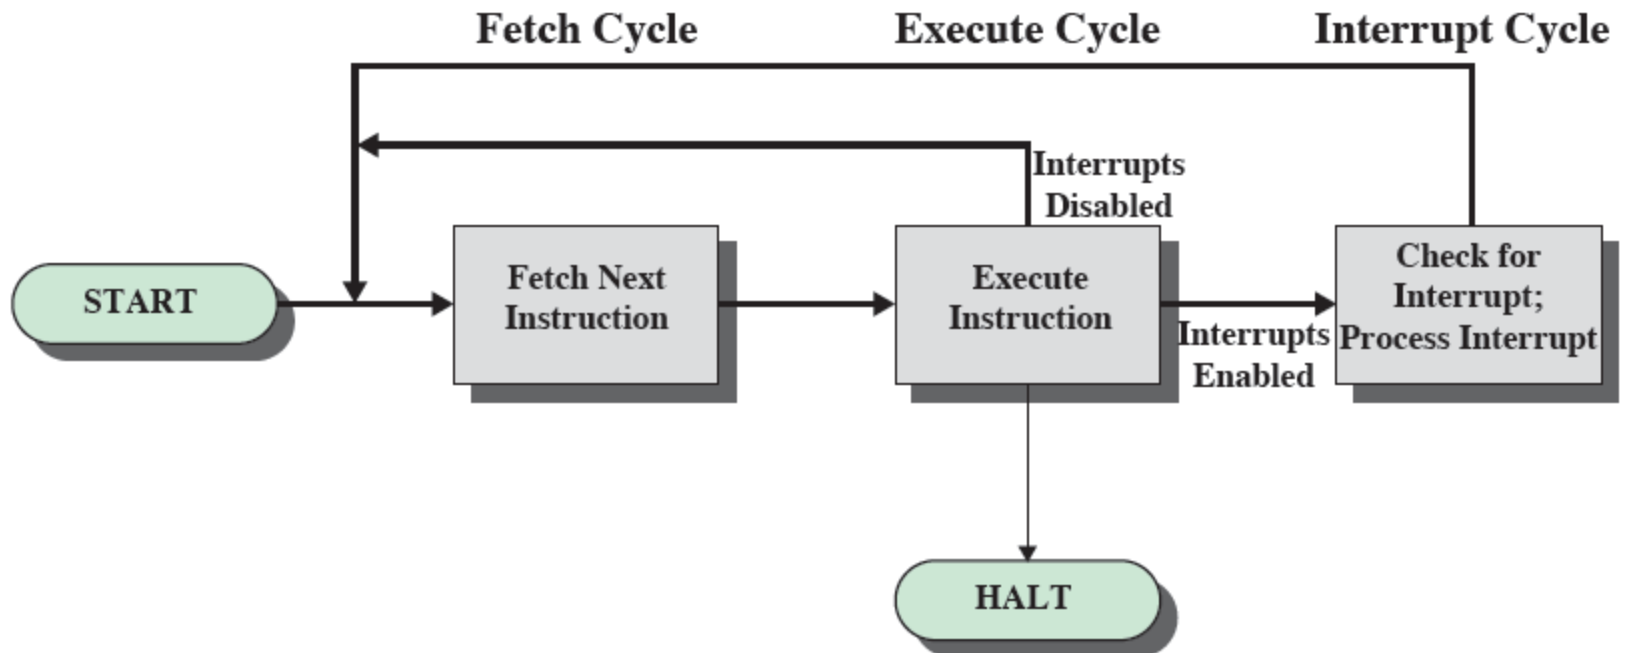 Fetch Cycle
Execute Cycle
Interrupt Cycle
Interrupts
Disabled
START
Fetch Next
Instruction
Execute
Instruction
Interrupts
Enabled
Check for
Interrupt;
Process Interrupt
HALT